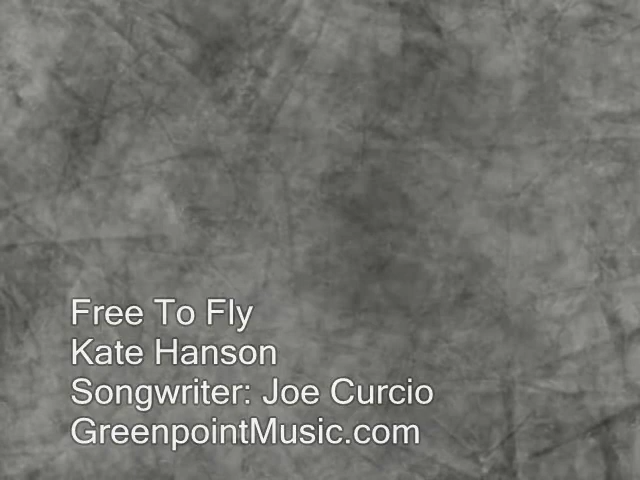 Free To Fly
Kate Hanson
Songwriter: Joe Curcio
GreenpointMusic.com